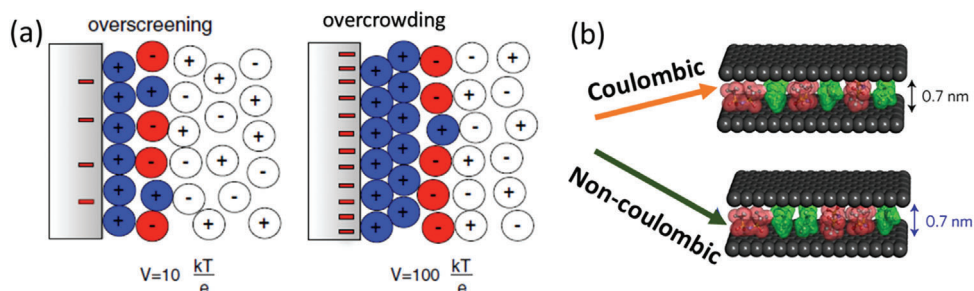 (a)
overscreening
overcrowding
V=10 kT/e
V=100 kT/e
(b)
Coulombic
Non-coulombic
0.7 nm
0.7 nm